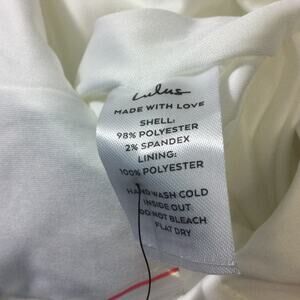 Lulus
MADE WITH LOVE
SHELL:
98% POLYESTER
2% SPANDEX
LINING:
100% POLYESTER
HAND WASH COLD
INSIDE OUT
DO NOT BLEACH
FLAT DRY